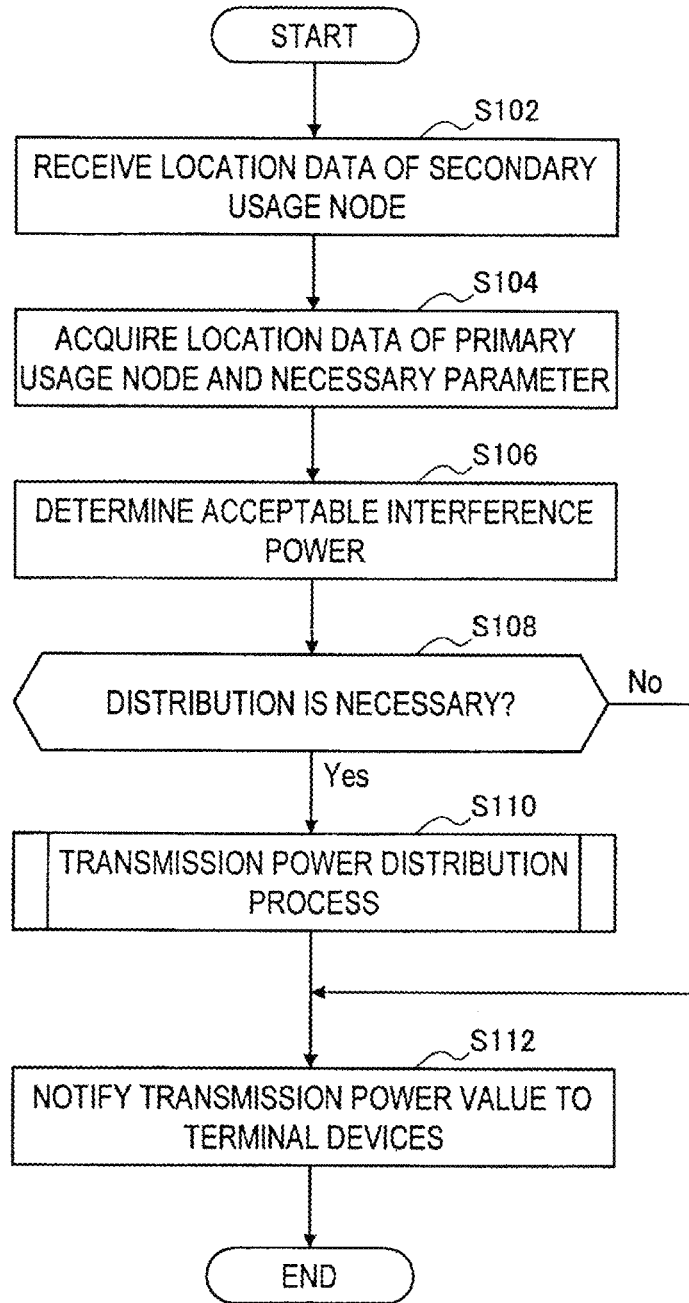 START
S102
RECEIVE LOCATION DATA OF SECONDARY
USAGE NODE
S104
ACQUIRE LOCATION DATA OF PRIMARY
USAGE NODE AND NECESSARY PARAMETER
S106
DETERMINE ACCEPTABLE INTERFERENCE
POWER
S108
DISTRIBUTION IS NECESSARY?
No
Yes
S110
TRANSMISSION POWER DISTRIBUTION
PROCESS
S112
NOTIFY TRANSMISSION POWER VALUE TO
TERMINAL DEVICES
END